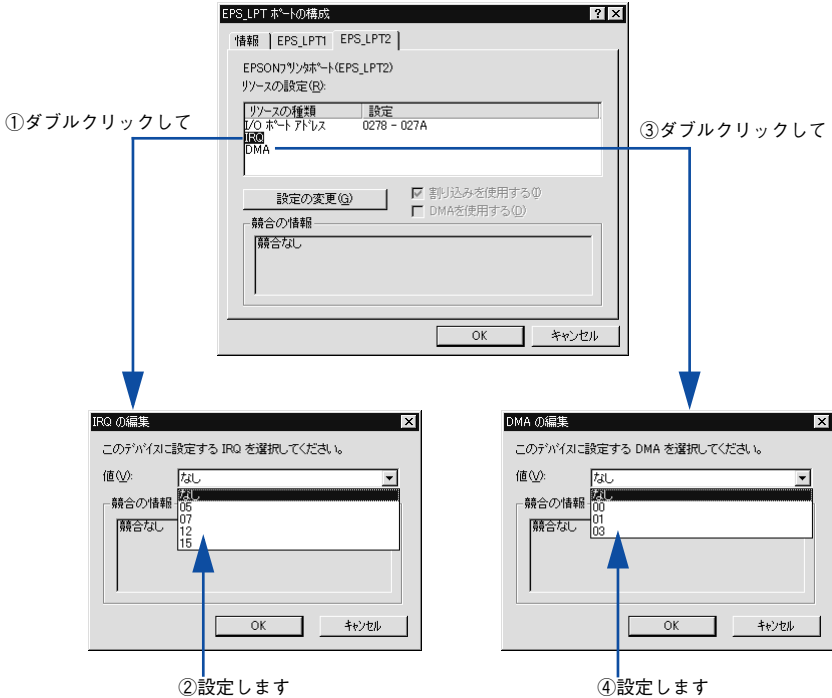 EPS_LPT ポートの構成
情報 EPS_LPT1 EPS_LPT2
EPSONプリンタポート(EPS_LPT2)
リソースの設定(R):
リソースの種類 設定
I/O ポート アドレス 0278 - 027A
IRQ
DMA
設定の変更(G)
割り込みを使用する(I)
DMAを使用する(D)
競合の情報
競合なし
OK キャンセル
①ダブルクリックして
③ダブルクリックして
IRQ の編集
このデバイスに設定する IRQ を選択してください。
値(V): なし
なし
05
07
12
15
競合の情報
競合なし
OK キャンセル
②設定します
DMA の編集
このデバイスに設定する DMA を選択してください。
値(V): なし
なし
00
01
03
競合の情報
競合なし
OK キャンセル
④設定します